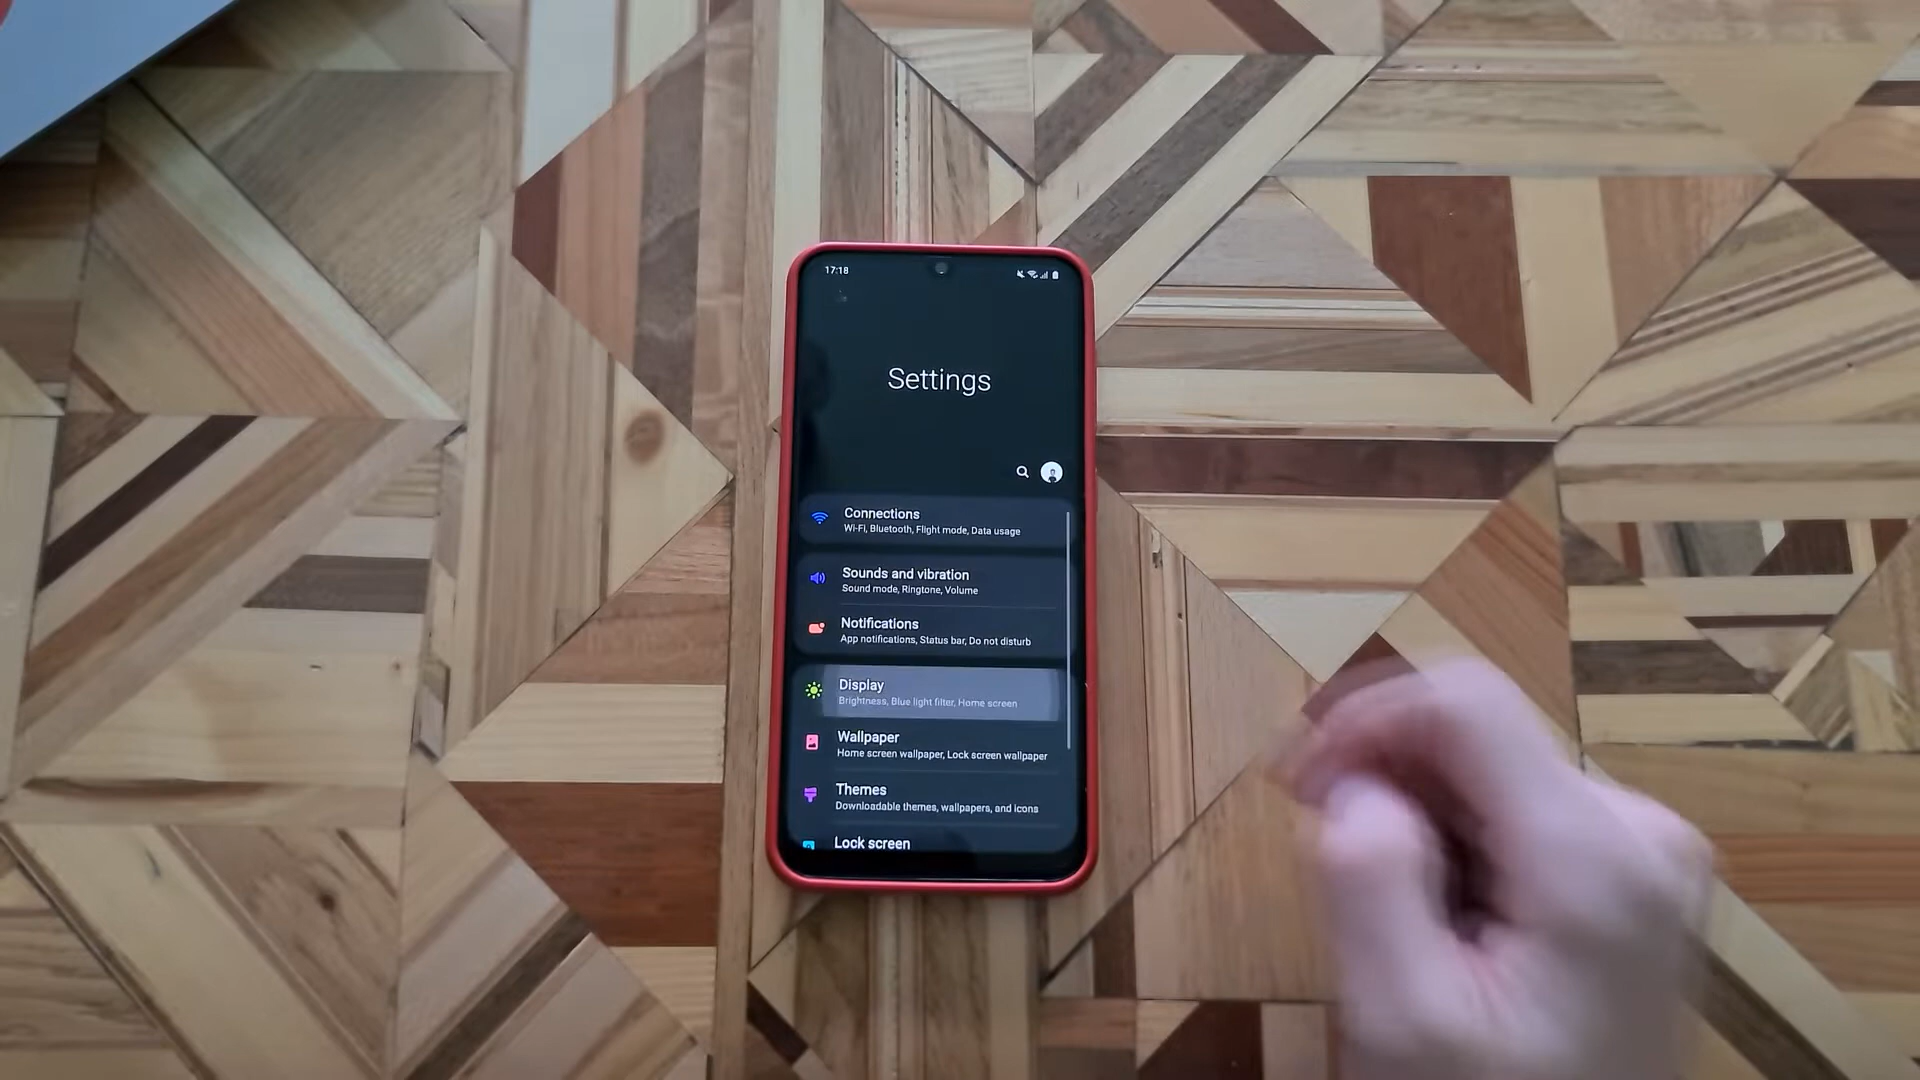 17:18
Settings
Connections
Wi-Fi, Bluetooth, Flight mode, Data usage
Sounds and vibration
Sound mode, Ringtone, Volume
Notifications
App notifications, Status bar, Do not disturb
Display
Brightness, Blue light filter, Home screen
Wallpaper
Home screen wallpaper, Lock screen wallpaper
Themes
Downloadable themes, wallpapers, and icons
Lock screen